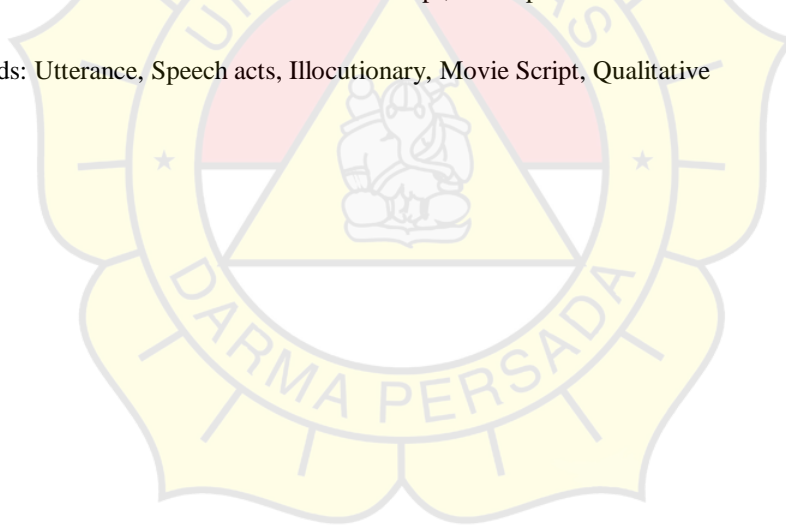 ds: Utterance, Speech acts, Illocutionary, Movie Script, Qualitative
DARMA PERSADA